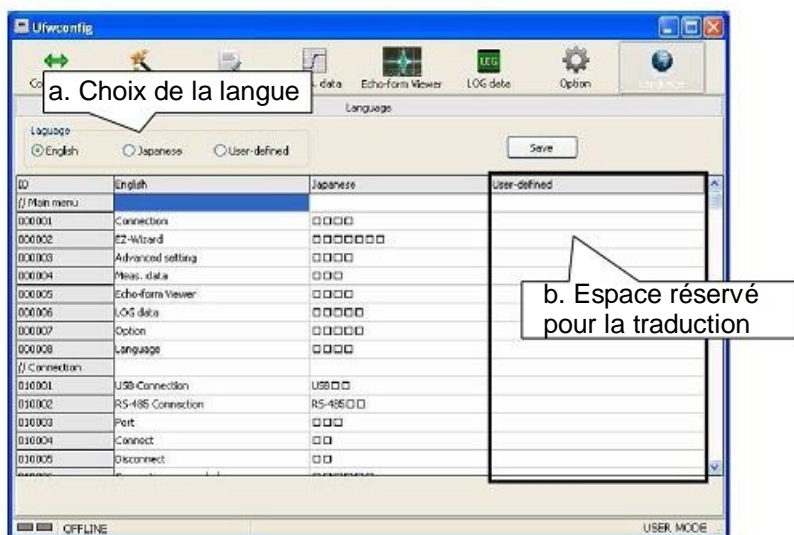 Ufwconfig
Co
. data
Echo-form Viewer
LOG data
Option
a. Choix de la langue
Language
Laguage
English
Japanese
User-defined
Save
ID English Japanese User-defined
// Main menu
000001 Connection □□□□
000002 EZ-Wizard □□□□□□□
000003 Advanced setting □□□□
000004 Meas. data □□□
000005 Echo-form Viewer □□□□
000006 LOG data □□□□□
000007 Option □□□□□
000008 Language □□□□
// Connection
010001 USB-Connection USB□□
010002 RS-485 Connection RS-485□□
010003 Port □□□
010004 Connect □□
010005 Disconnect □□
b. Espace réservé
pour la traduction
OFFLINE
USER MODE